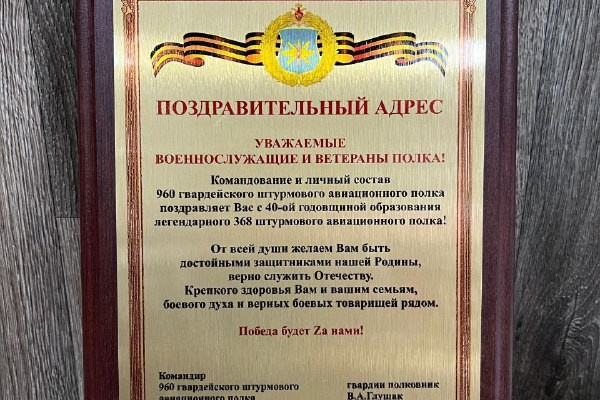 ПОЗДРАВИТЕЛЬНЫЙ АДРЕС
УВАЖАЕМЫЕ
ВОЕННОСЛУЖАЩИЕ И ВЕТЕРАНЫ ПОЛКА!
Командование и личный состав
960 гвардейского штурмового авиационного полка
поздравляет Вас с 40-ой годовщиной образования
легендарного 368 штурмового авиационного полка!
От всей души желаем Вам быть
достойными защитниками нашей Родины,
верно служить Отечеству.
Крепкого здоровья Вам и вашим семьям,
боевого духа и верных боевых товарищей рядом.
Победа будет Zа нами!
Командир
960 гвардейского штурмового гвардии полковник
авиационного полка В.А.Глушак